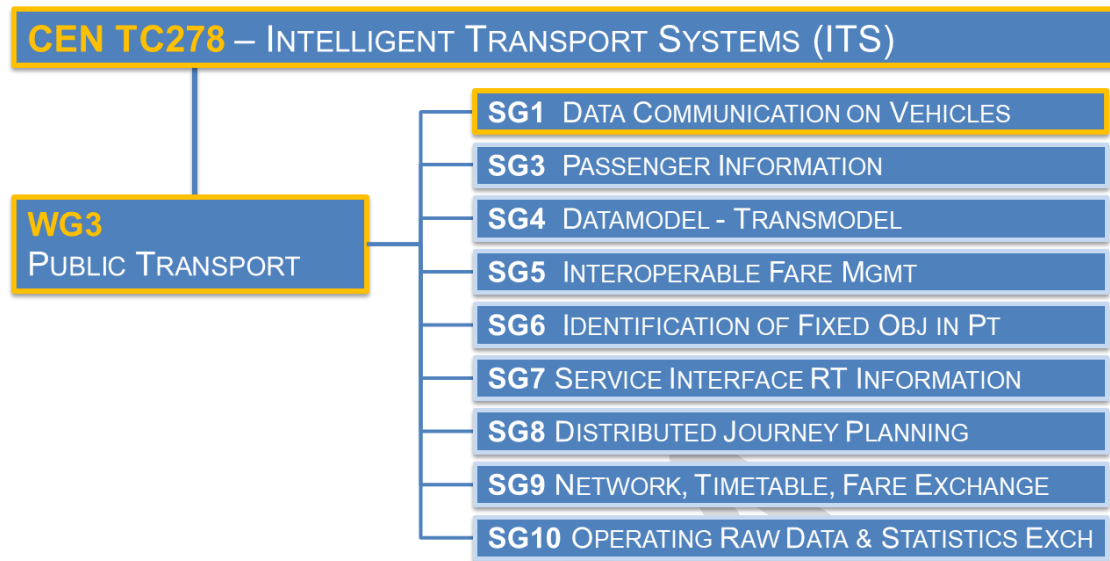 CEN TC278 – INTELLIGENT TRANSPORT SYSTEMS (ITS)
SG1 DATA COMMUNICATION ON VEHICLES
SG3 PASSENGER INFORMATION
WG3
PUBLIC TRANSPORT
SG4 DATAMODEL - TRANSMODEL
SG5 INTEROPERABLE FARE MGMT
SG6 IDENTIFICATION OF FIXED OBJ IN PT
SG7 SERVICE INTERFACE RT INFORMATION
SG8 DISTRIBUTED JOURNEY PLANNING
SG9 NETWORK, TIMETABLE, FARE EXCHANGE
SG10 OPERATING RAW DATA & STATISTICS EXCH